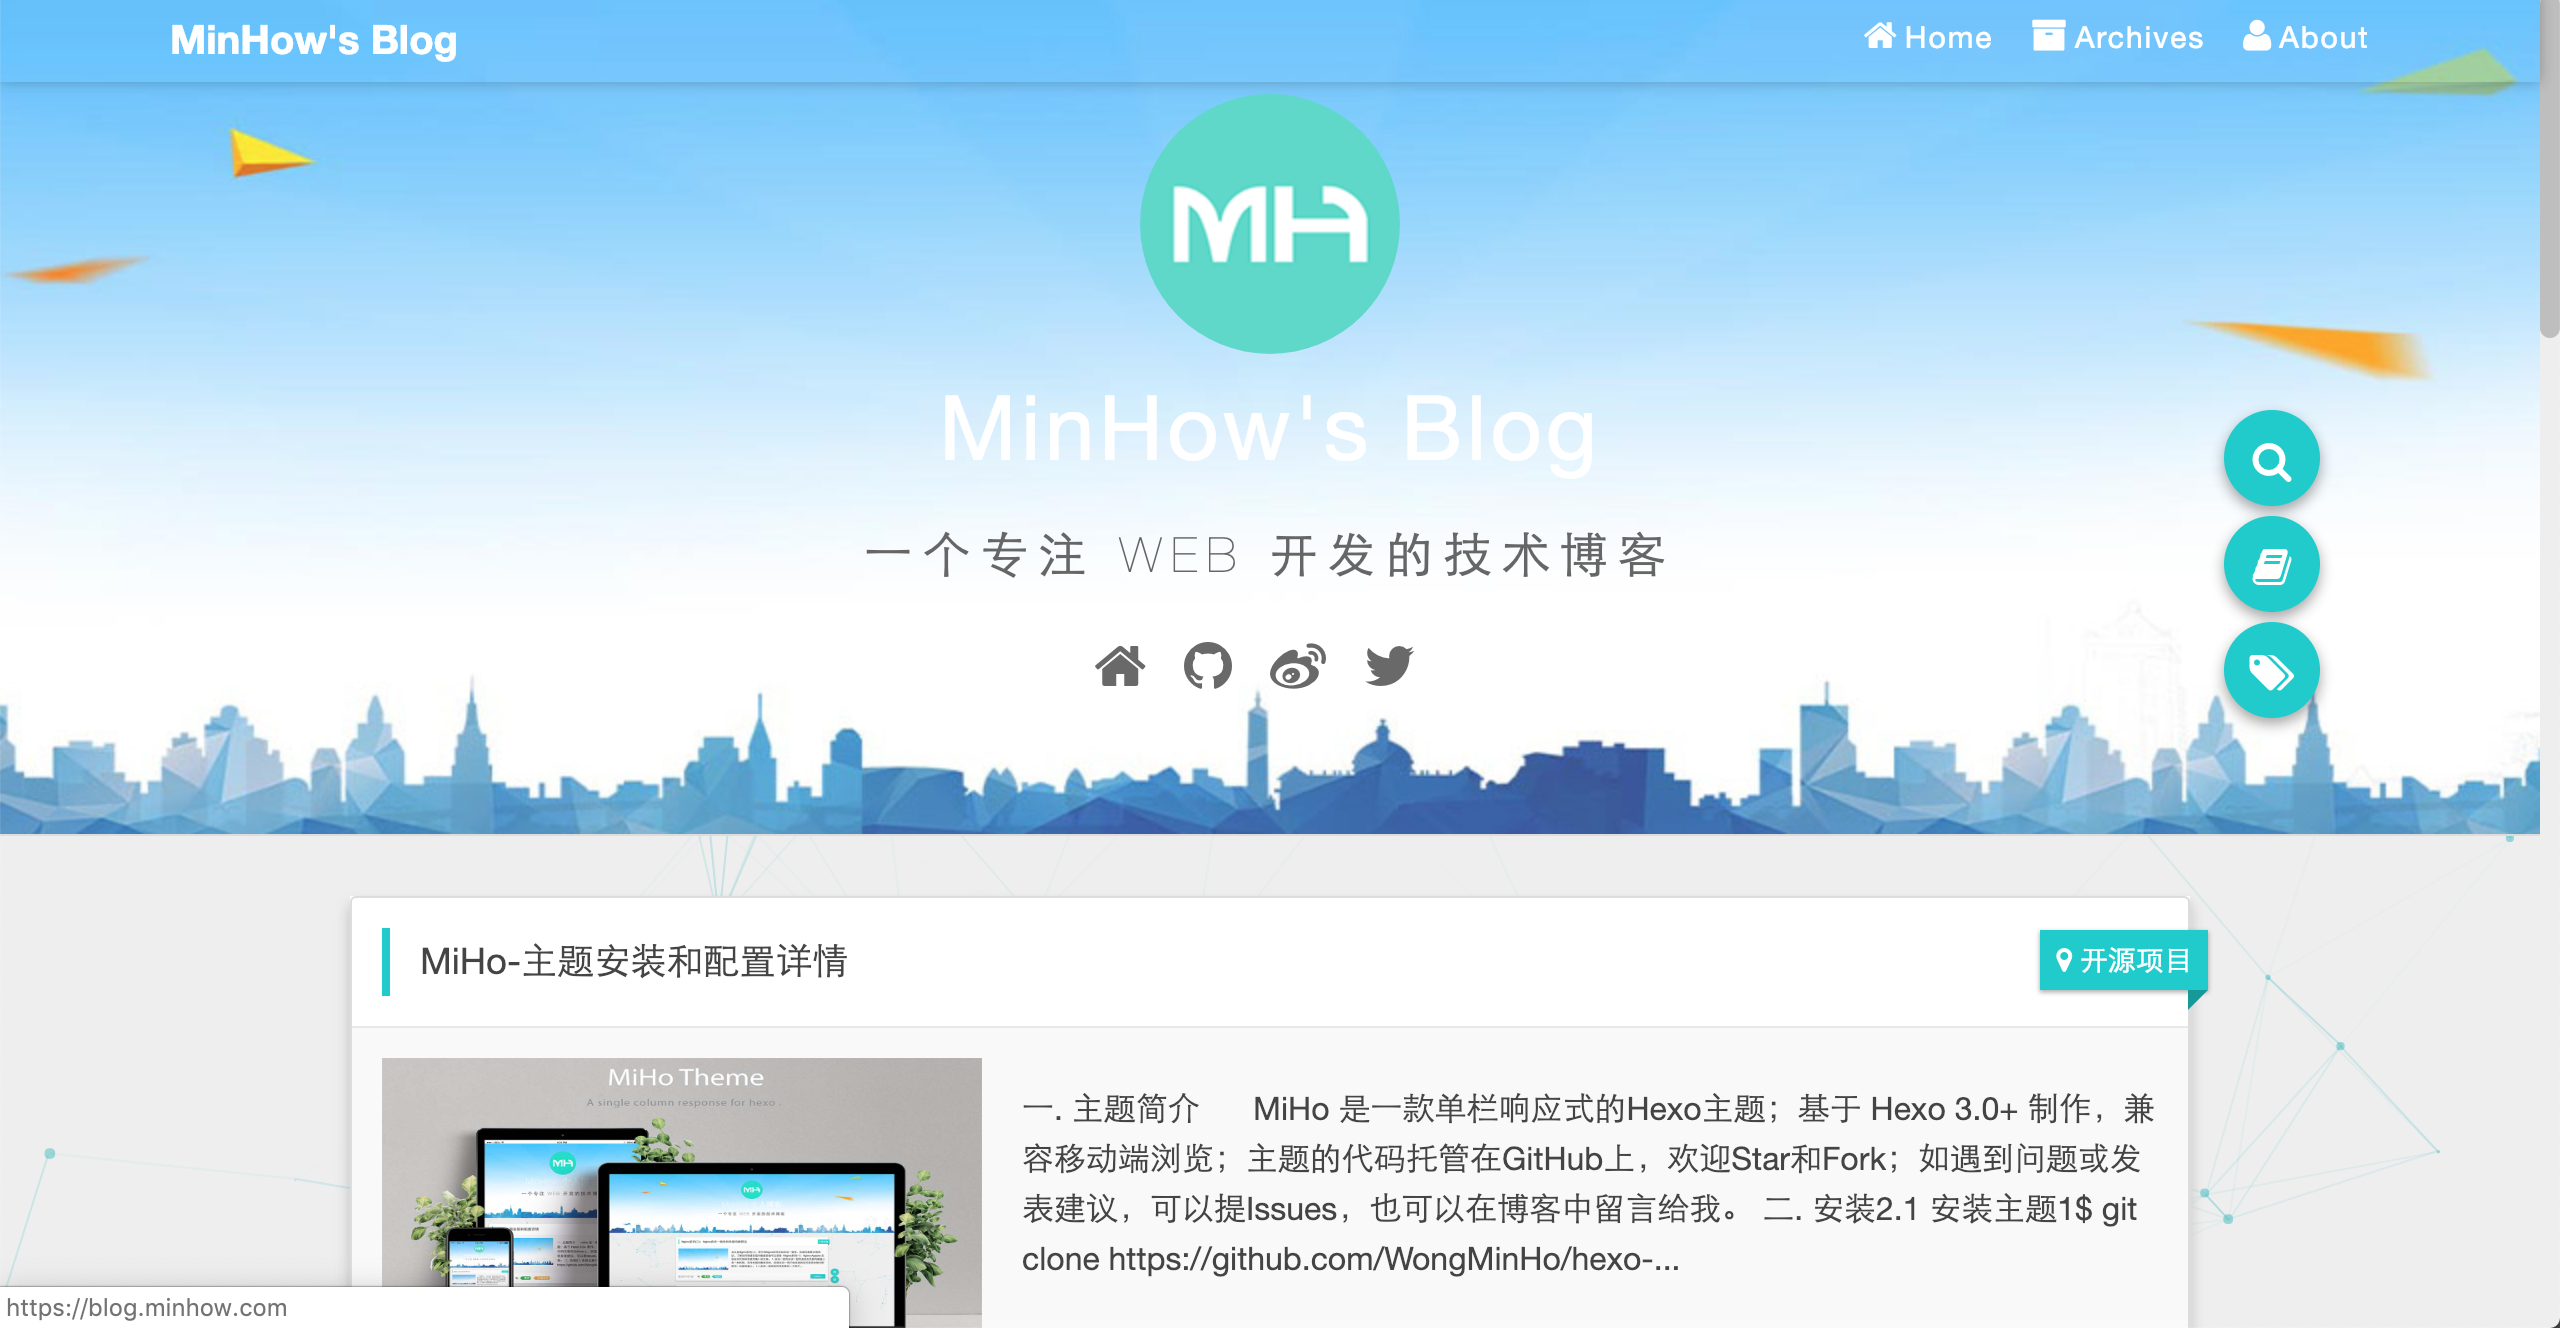 MinHow's Blog
Home Archives About
MH
MinHow's Blog
一个专注 WEB 开发的技术博客
MiHo-主题安装和配置详情
开源项目
MiHo Theme
A single column response for hexo .
一. 主题简介 MiHo 是一款单栏响应式的Hexo主题；基于 Hexo 3.0+ 制作，兼
容移动端浏览；主题的代码托管在GitHub上，欢迎Star和Fork；如遇到问题或发
表建议，可以提Issues，也可以在博客中留言给我。 二. 安装2.1 安装主题1$ git
clone https://github.com/WongMinHo/hexo-...
https://blog.minhow.com